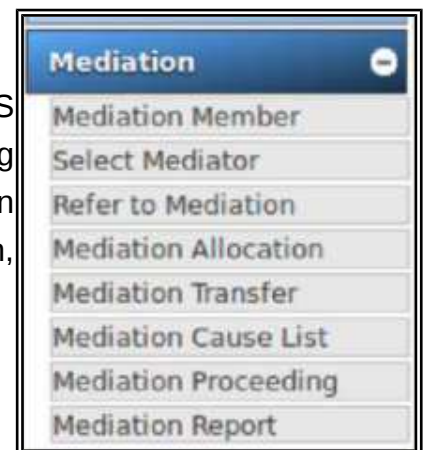 Mediation
Mediation Member
Select Mediator
Refer to Mediation
Mediation Allocation
Mediation Transfer
Mediation Cause List
Mediation Proceeding
Mediation Report